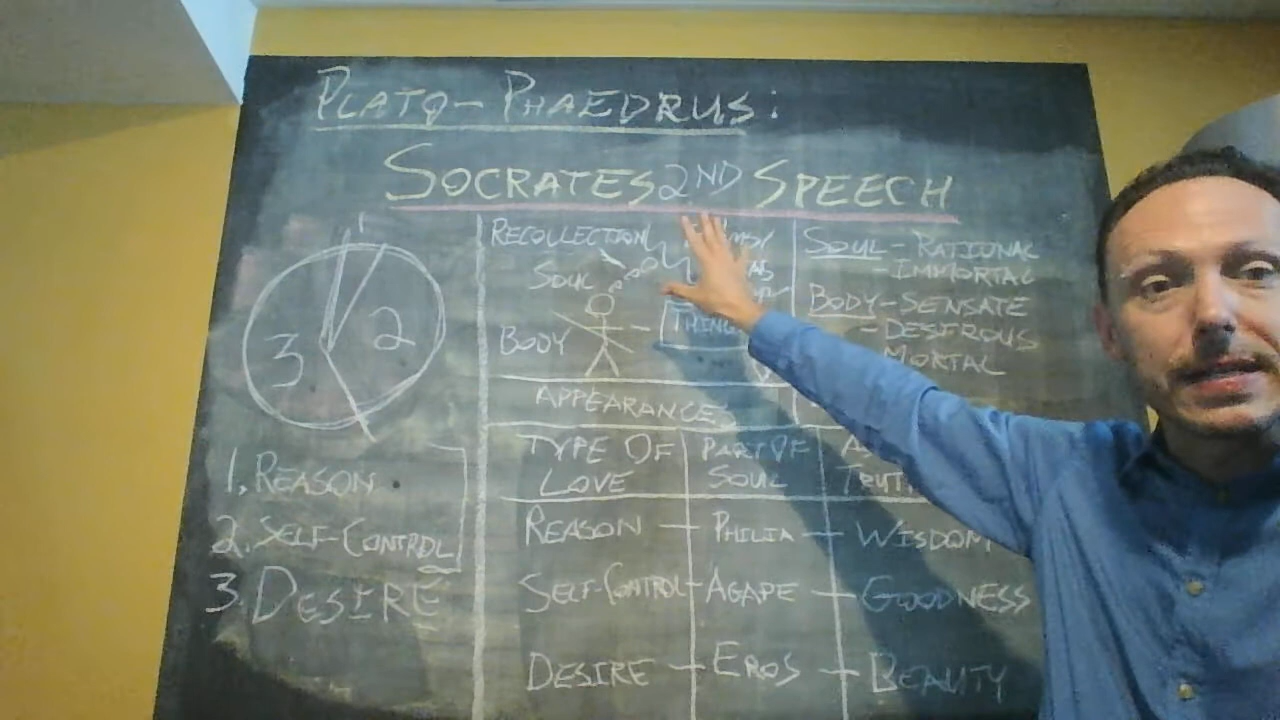 PLATO - PHAEDRUS:
SOCRATES 2ND SPEECH
1
2
3
1. REASON
2. SELF-CONTROL
3. DESIRE
RECOLLECTION
SOUL
BODY
APPEARANCE
SOUL - RATIONAL
- IMMORTAL
BODY - SENSATE
- DESIROUS
MORTAL
TYPE OF LOVE
PART OF SOUL
REASON — PHILIA — WISDOM
SELF-CONTROL - AGAPE — GOODNESS
DESIRE — EROS — BEAUTY